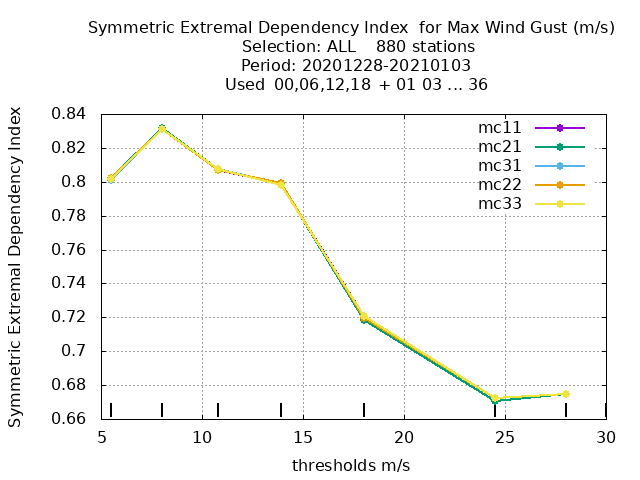 Symmetric Extremal Dependency Index for Max Wind Gust (m/s)
Selection: ALL 880 stations
Period: 20201228-20210103
Used 00,06,12,18 + 01 03 ... 36
Symmetric Extremal Dependency Index
0.84
0.82
0.8
0.78
0.76
0.74
0.72
0.7
0.68
0.66
mc11
mc21
mc31
mc22
mc33
5 10 15 20 25 30
thresholds m/s